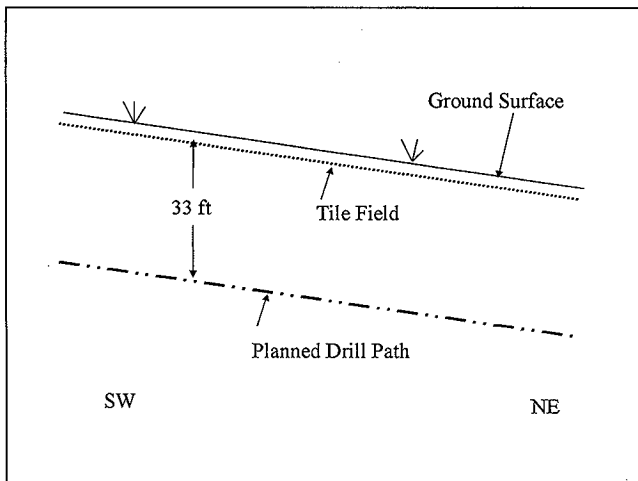 Ground Surface
Tile Field
33 ft
Planned Drill Path
SW
NE